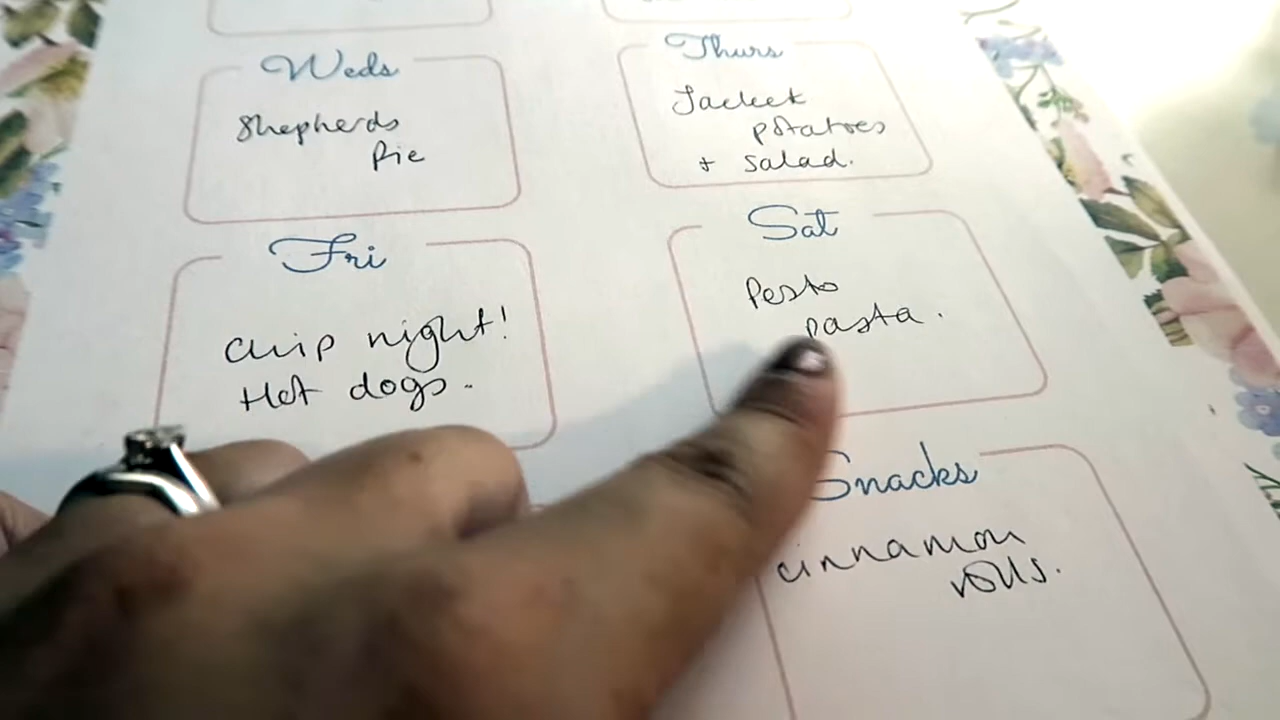 Weds
Shepherds
Pie
Thurs
Jacket
potatoes
+ salad.
Fri
Chip night!
Hot dogs.
Sat
Pesto
pasta.
Snacks
cinnamon
rolls.